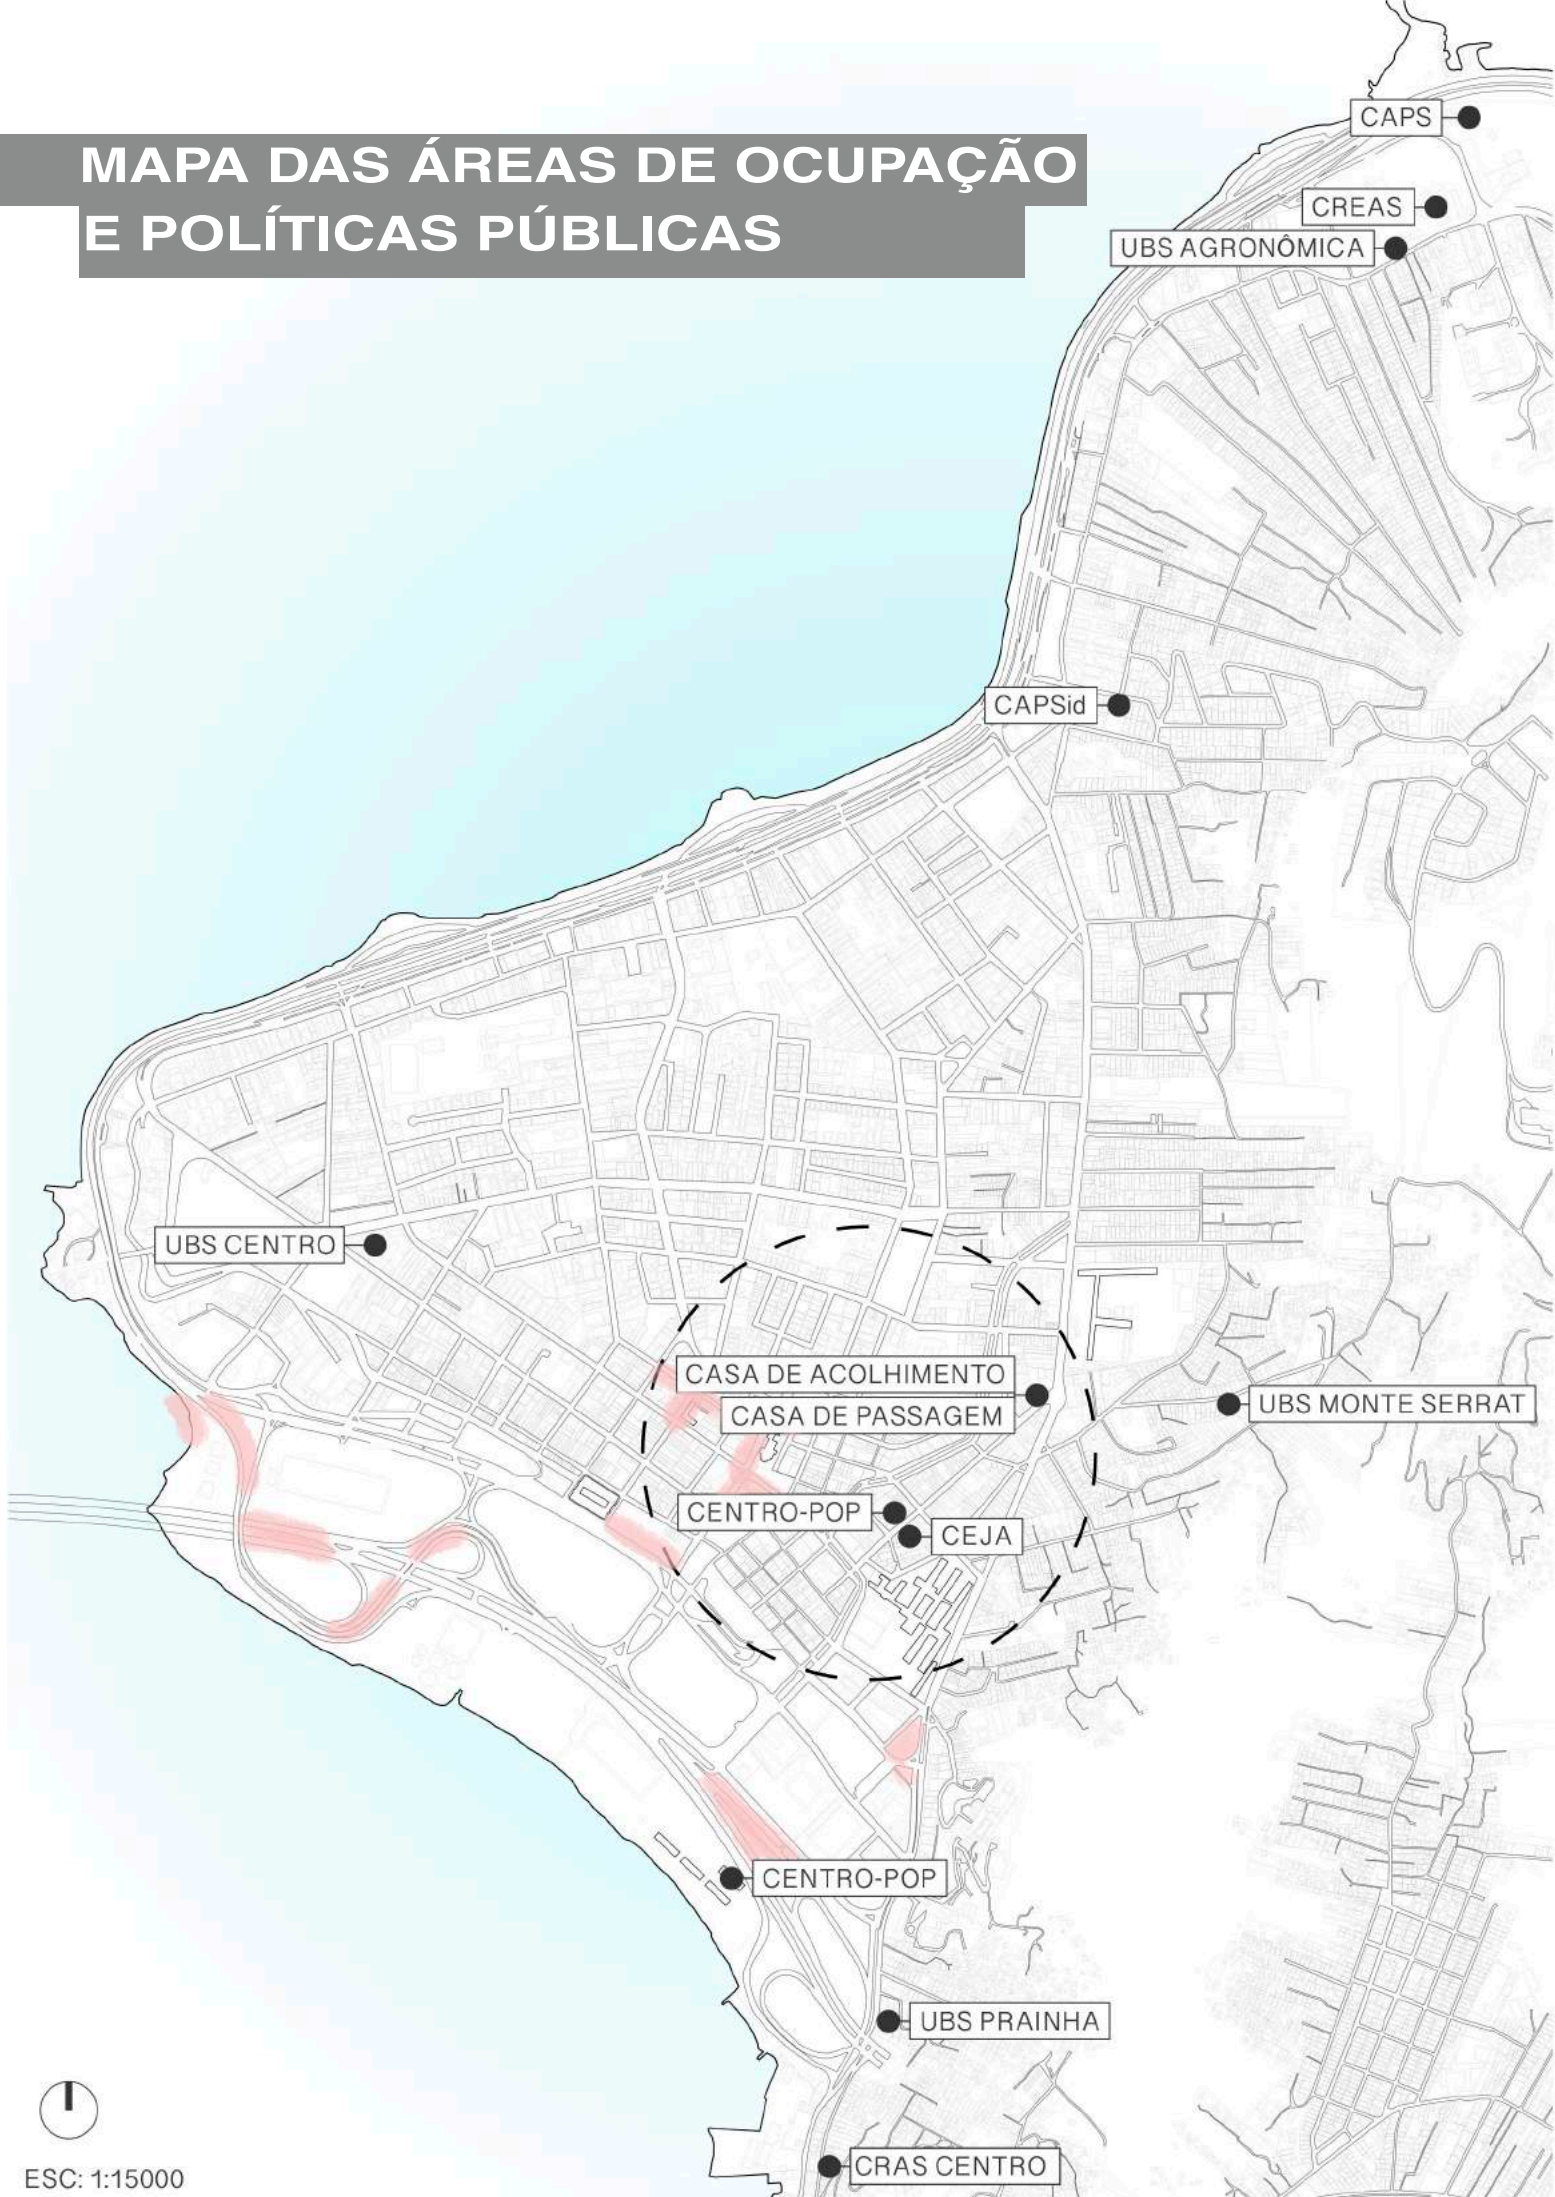 MAPA DAS ÁREAS DE OCUPAÇÃO
E POLÍTICAS PÚBLICAS
CAPS
CREAS
UBS AGRONÔMICA
CAPSid
UBS CENTRO
CASA DE ACOLHIMENTO
CASA DE PASSAGEM
UBS MONTE SERRAT
CENTRO-POP
CEJA
CENTRO-POP
UBS PRAINHA
CRAS CENTRO
ESC: 1:15000